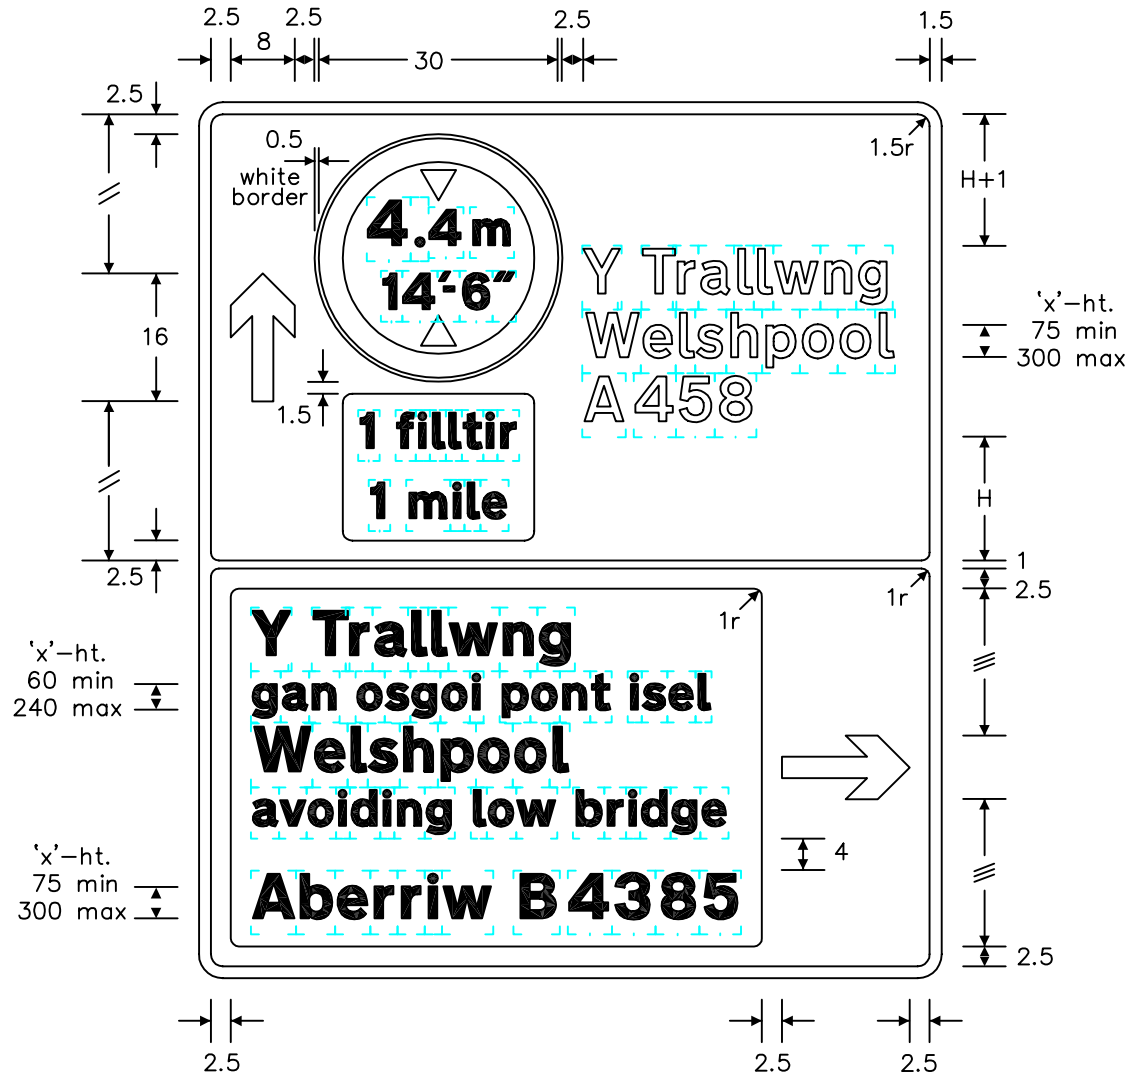 2.5
8
2.5
30
2.5
1.5
2.5
0.5
white
border
1.5r
H+1
4.4 m
14'-6"
Y Trallwng
Welshpool
A 458
'x'-ht.
75 min
300 max
16
1.5
1 filltir
1 mile
H
2.5
1
2.5
1r
1r
Y Trallwng
gan osgoi pont isel
Welshpool
avoiding low bridge
Aberriw B 4385
'x'-ht.
60 min
240 max
4
'x'-ht.
75 min
300 max
2.5
2.5
2.5
2.5